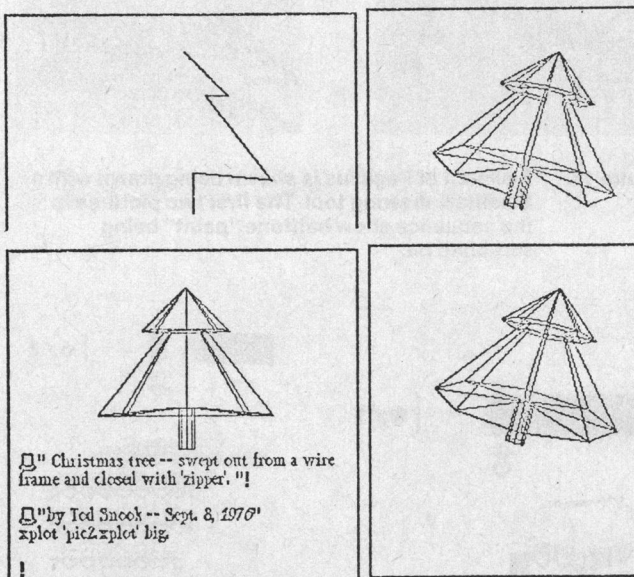 " Christmas tree -- swept out from a wire
frame and closed with 'zipper'. "!
"by Tod Snook -- Sept. 8, 1976"
xplot 'pic2.xplot' big.
!